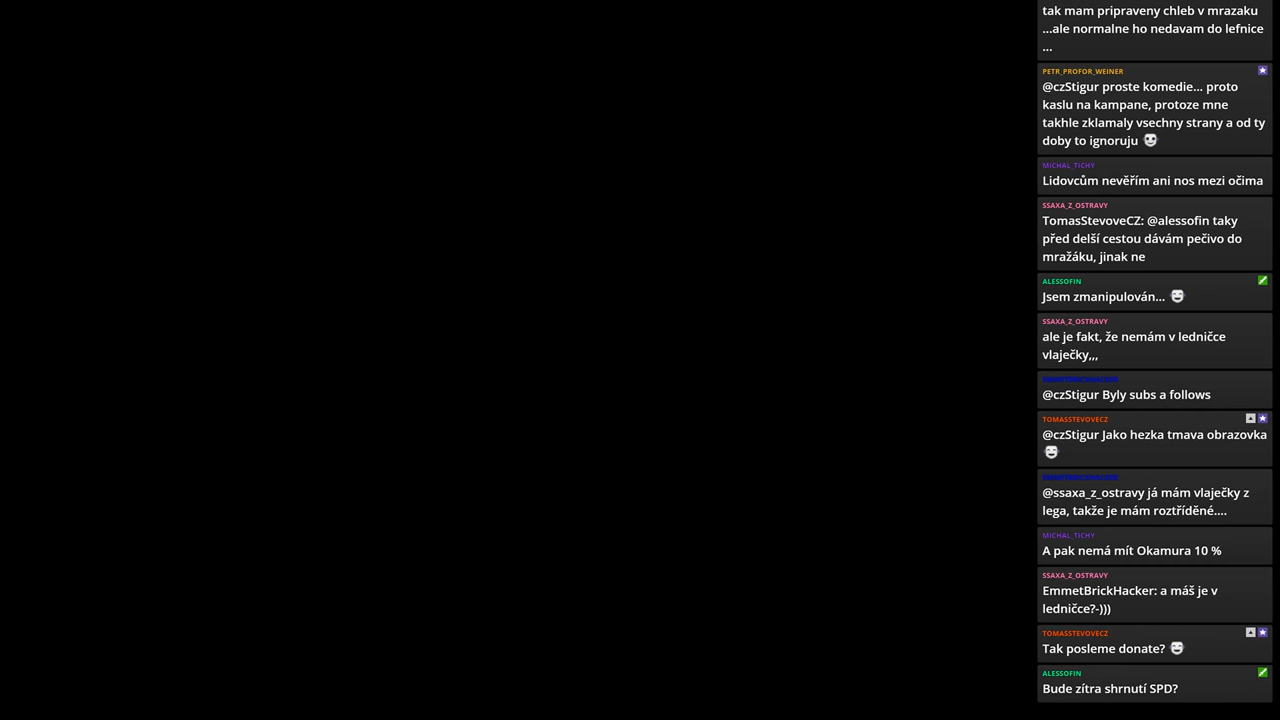 tak mam pripraveny chleb v mrazaku
...ale normalne ho nedavam do lefnice
...
PETR_PROFOR_WEINER
@czStigur proste komedie... proto
kaslu na kampane, protoze mne
takhle zklamaly vsechny strany a od ty
doby to ignoruju
MICHAL_TICHY
Lidovcům nevěřím ani nos mezi očima
SSAXA_Z_OSTRAVY
TomasStevoveCZ: @alessofin taky
před delší cestou dávám pečivo do
mražáku, jinak ne
ALESSOFIN
Jsem zmanipulován...
SSAXA_Z_OSTRAVY
ale je fakt, že nemám v ledničce
vlaječky,,,
@czStigur Byly subs a follows
TOMASSTEVOVECZ
@czStigur Jako hezka tmava obrazovka
@ssaxa_z_ostravy já mám vlaječky z
lega, takže je mám roztříděné....
MICHAL_TICHY
A pak nemá mít Okamura 10 %
SSAXA_Z_OSTRAVY
EmmetBrickHacker: a máš je v
ledničce?-)))
TOMASSTEVOVECZ
Tak posleme donate?
ALESSOFIN
Bude zítra shrnutí SPD?